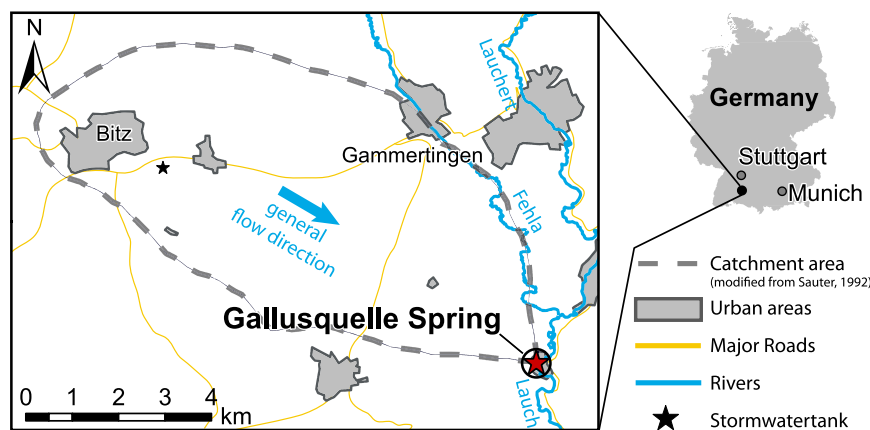 N
Bitz
Lauchert
Gammertingen
Fehla
general
flow direction
Gallusquelle Spring
Lauch
0 1 2 3 4
km
Germany
Stuttgart
Munich
Catchment area
(modified from Sauter, 1992)
Urban areas
Major Roads
Rivers
Stormwatertank